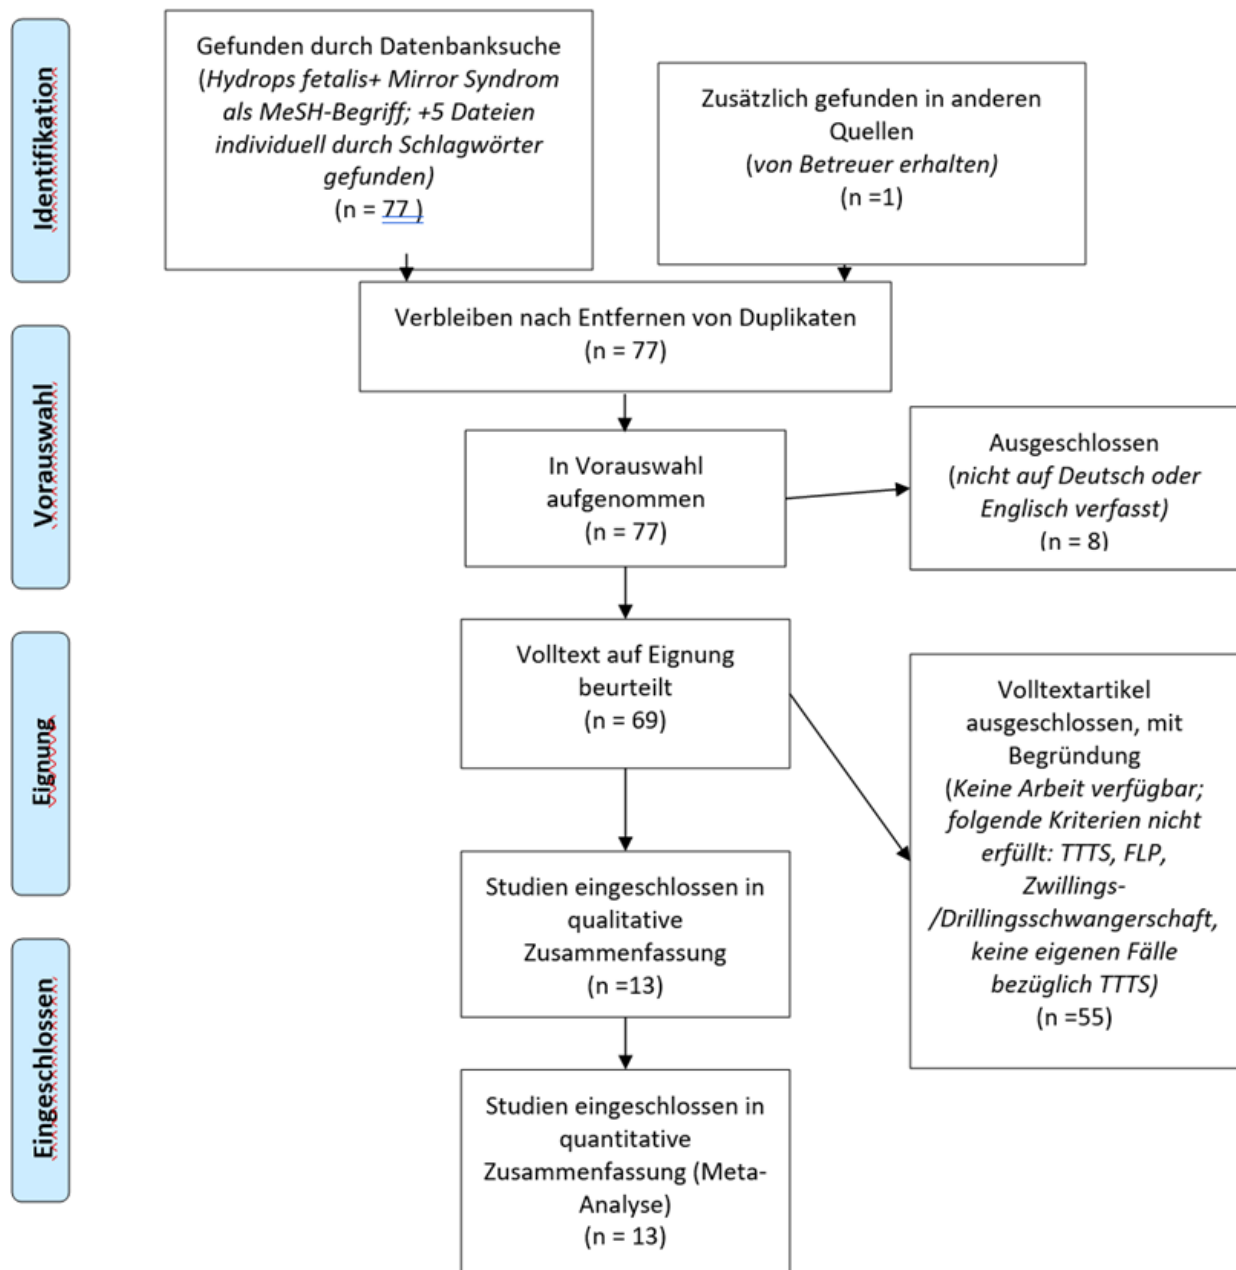 Identifikation
Gefunden durch Datenbanksuche
(Hydrops fetalis+ Mirror Syndrom
als MeSH-Begriff; +5 Dateien
individuell durch Schlagwörter
gefunden)
(n = 77 )
Zusätzlich gefunden in anderen
Quellen
(von Betreuer erhalten)
(n =1)
Verbleiben nach Entfernen von Duplikaten
(n = 77)
Vorauswahl
In Vorauswahl
aufgenommen
(n = 77)
Ausgeschlossen
(nicht auf Deutsch oder
Englisch verfasst)
(n = 8)
Eignung
Volltext auf Eignung
beurteilt
(n = 69)
Volltextartikel
ausgeschlossen, mit
Begründung
(Keine Arbeit verfügbar;
folgende Kriterien nicht
erfüllt: TTTS, FLP,
Zwillings-
/Drillingsschwangerschaft,
keine eigenen Fälle
bezüglich TTTS)
(n =55)
Eingeschlossen
Studien eingeschlossen in
qualitative
Zusammenfassung
(n =13)
Studien eingeschlossen in
quantitative
Zusammenfassung (Meta-
Analyse)
(n = 13)